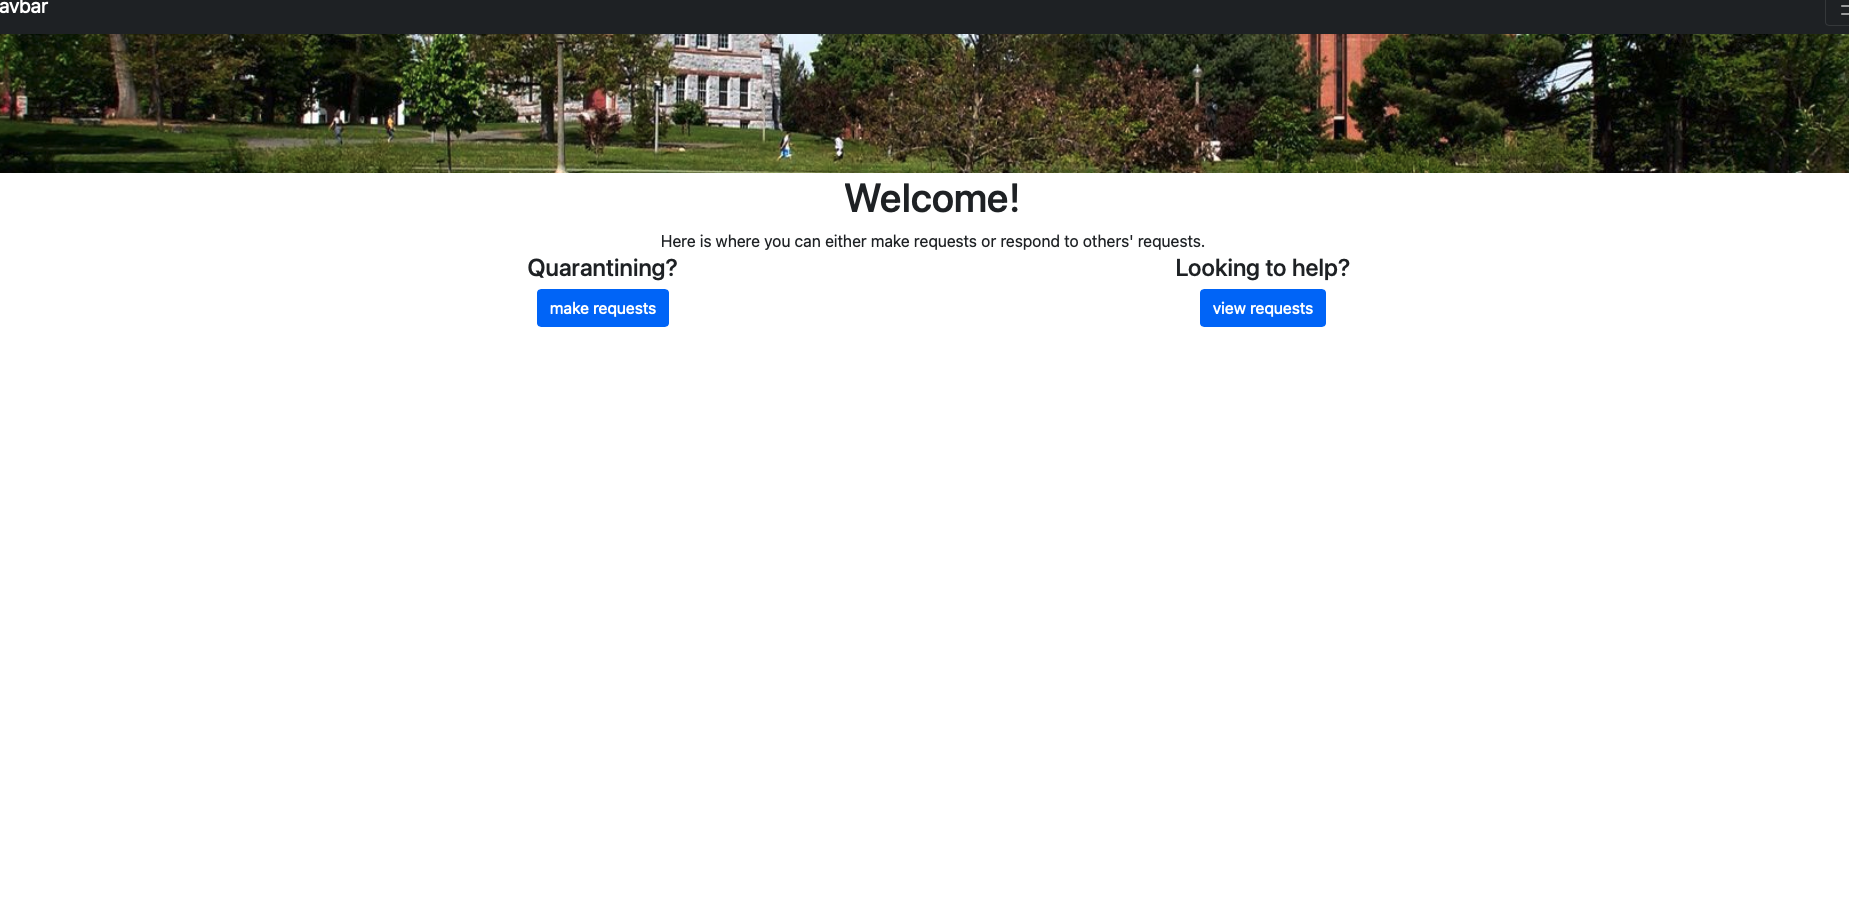 avbar
Welcome!
Here is where you can either make requests or respond to others' requests.
Quarantining?
Looking to help?
make requests
view requests